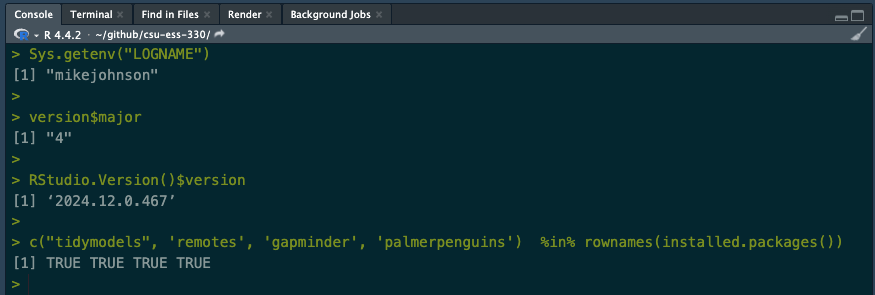 Console Terminal × Find in Files × Render × Background Jobs ×
R 4.4.2 · ~/github/csu-ess-330/
> Sys.getenv("LOGNAME")
[1] "mikejohnson"
>
> version$major
[1] "4"
>
> RStudio.Version()$version
[1] ‘2024.12.0.467’
>
> c("tidymodels", 'remotes', 'gapminder', 'palmerpenguins')  %in% rownames(installed.packages())
[1] TRUE TRUE TRUE TRUE
>